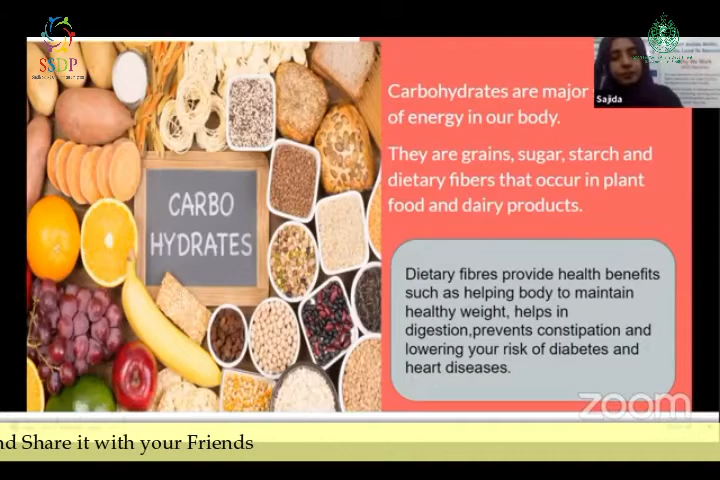 SSDP
Carbohydrates are major
of energy in our body.
They are grains, sugar, starch and
dietary fibers that occur in plant
food and dairy products.
CARBO
HYDRATES
Dietary fibres provide health benefits
such as helping body to maintain
healthy weight, helps in
digestion,prevents constipation and
lowering your risk of diabetes and
heart diseases.
Sajida
zoom
nd Share it with your Friends